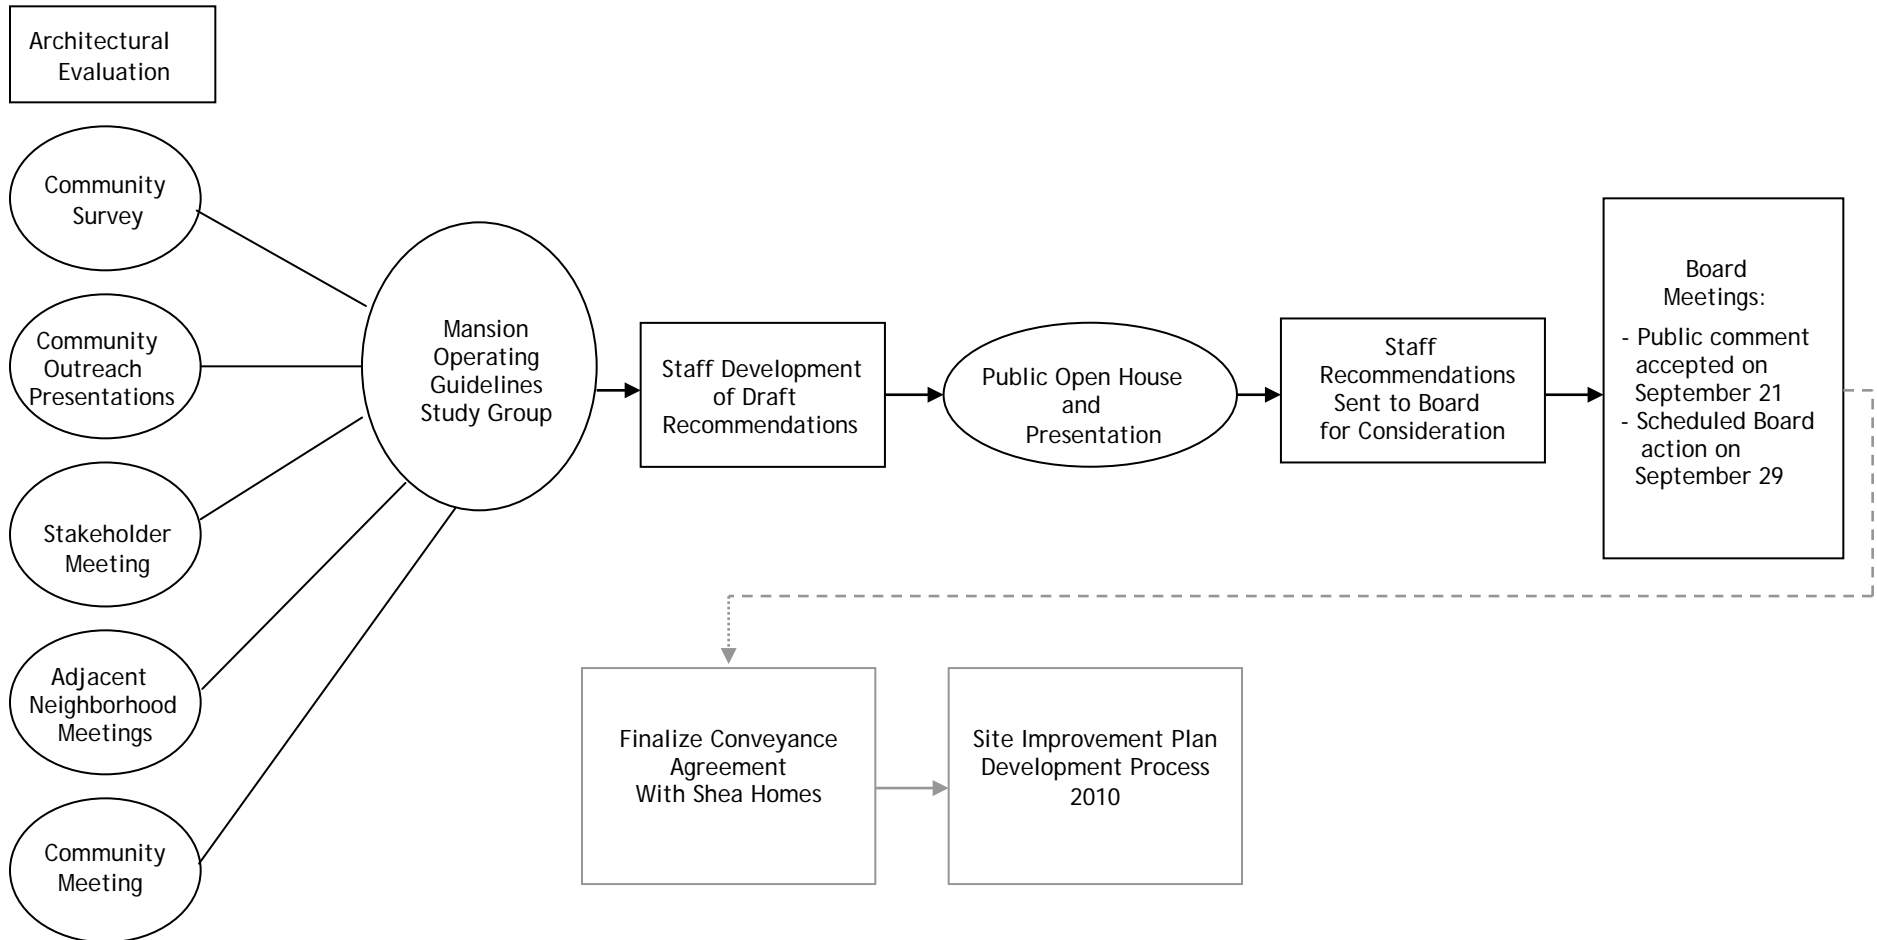 Architectural
Evaluation
Community
Survey
Community
Outreach
Presentations
Stakeholder
Meeting
Adjacent
Neighborhood
Meetings
Community
Meeting
Mansion
Operating
Guidelines
Study Group
Staff Development
of Draft
Recommendations
Public Open House
and
Presentation
Staff
Recommendations
Sent to Board
for Consideration
Board
Meetings:
- Public comment
accepted on
September 21
- Scheduled Board
action on
September 29
Finalize Conveyance
Agreement
With Shea Homes
Site Improvement Plan
Development Process
2010